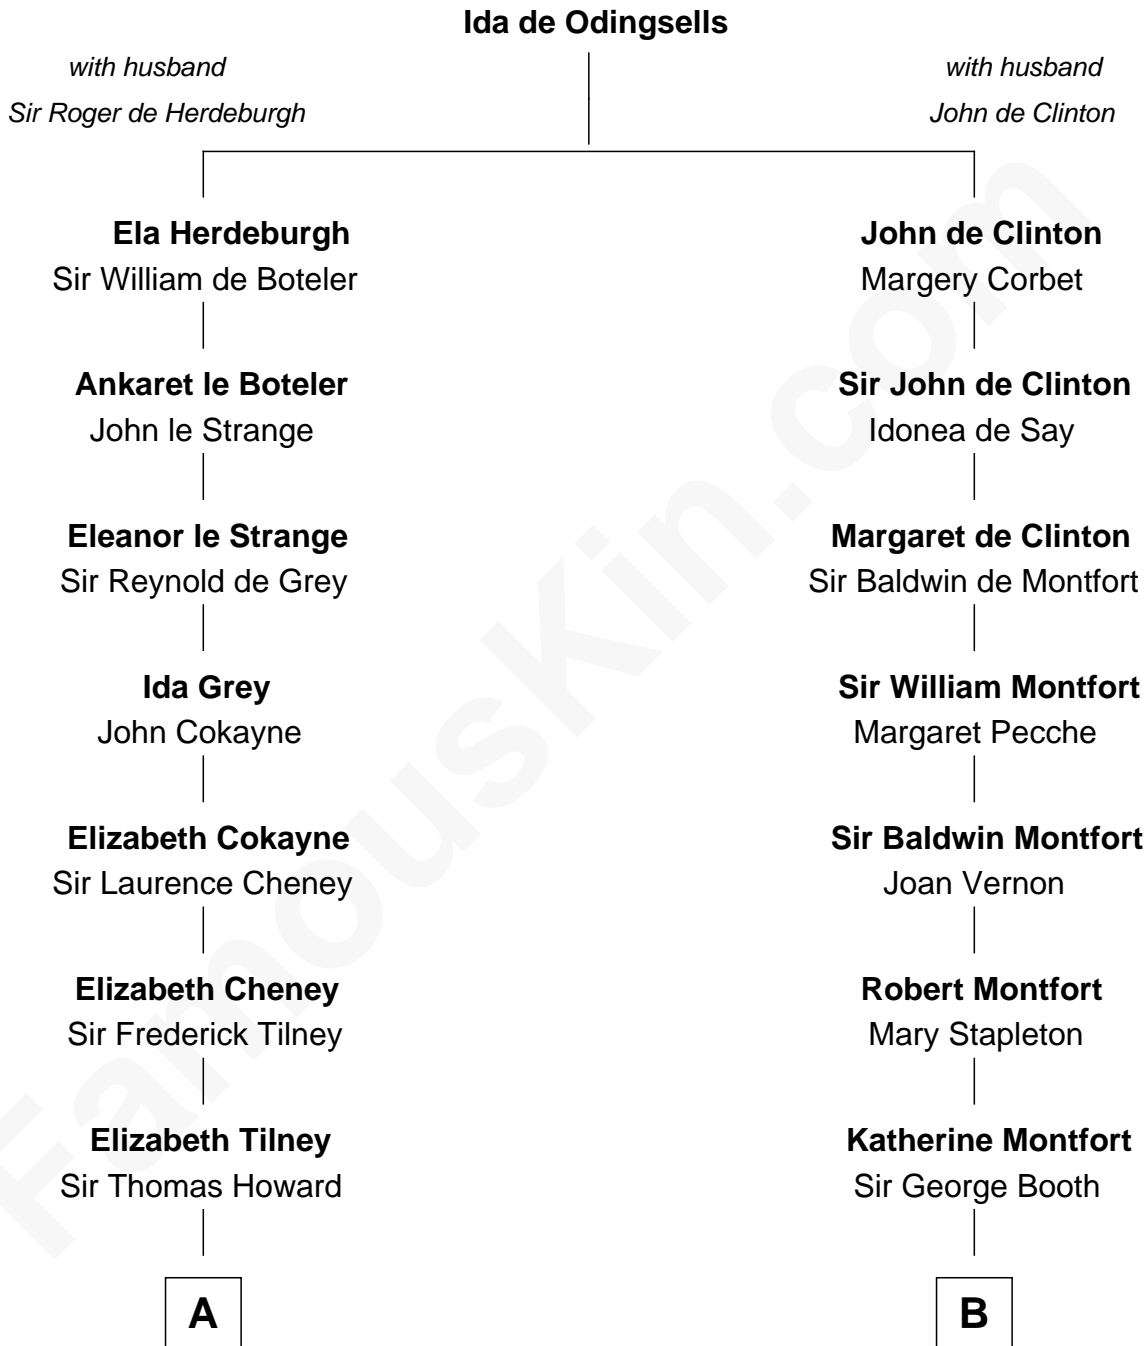 Ida de Odingsells
with husband
Sir Roger de Herdeburgh
with husband
John de Clinton
Ela Herdeburgh
Sir William de Boteler
John de Clinton
Margery Corbet
Ankaret le Boteler
John le Strange
Sir John de Clinton
Idonea de Say
Eleanor le Strange
Sir Reynold de Grey
Margaret de Clinton
Sir Baldwin de Montfort
Ida Grey
John Cokayne
Sir William Montfort
Margaret Pecche
Elizabeth Cokayne
Sir Laurence Cheney
Sir Baldwin Montfort
Joan Vernon
Elizabeth Cheney
Sir Frederick Tilney
Robert Montfort
Mary Stapleton
Elizabeth Tilney
Sir Thomas Howard
Katherine Montfort
Sir George Booth
A
B
FamousKin.com